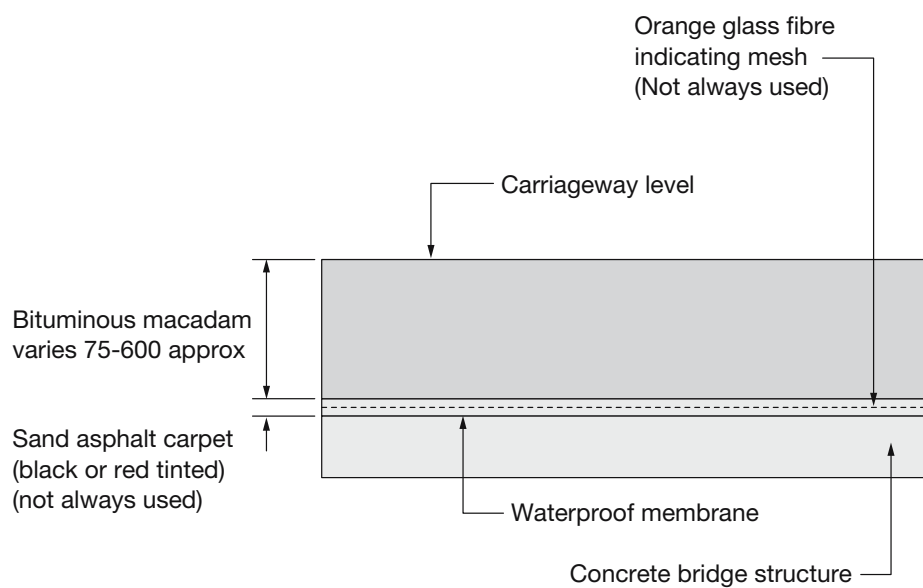 Orange glass fibre
indicating mesh
(Not always used)
Carriageway level
Bituminous macadam
varies 75-600 approx
Sand asphalt carpet
(black or red tinted)
(not always used)
Waterproof membrane
Concrete bridge structure